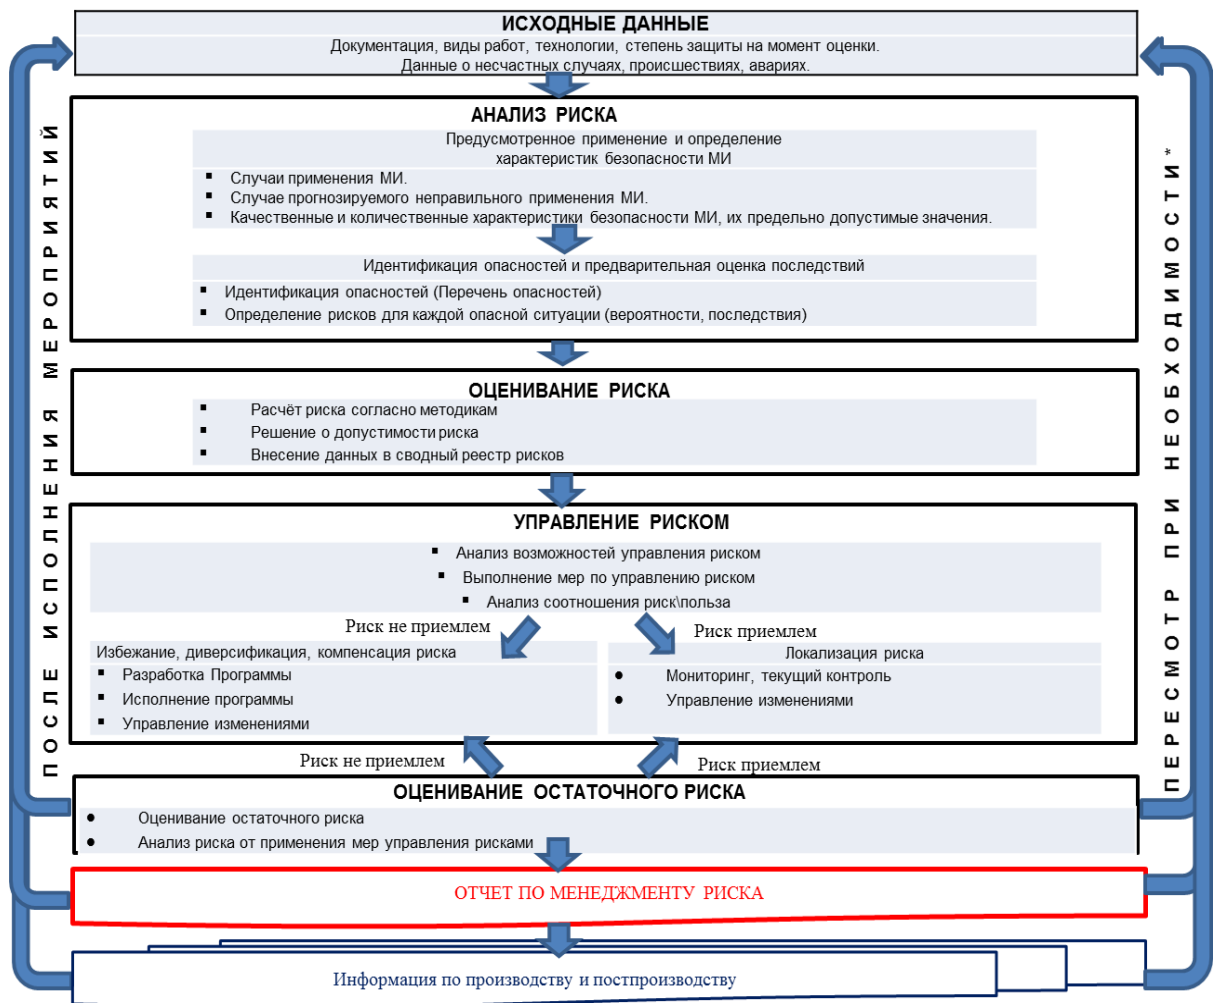 ИСХОДНЫЕ ДАННЫЕ
Документация, виды работ, технологии, степень защиты на момент оценки.
Данные о несчастных случаях, происшествиях, авариях.
АНАЛИЗ РИСКА
Предусмотренное применение и определение
характеристик безопасности МИ
▪ Случаи применения МИ.
▪ Случае прогнозируемого неправильного применения МИ.
▪ Качественные и количественные характеристики безопасности МИ, их предельно допустимые значения.
Идентификация опасностей и предварительная оценка последствий
▪ Идентификация опасностей (Перечень опасностей)
▪ Определение рисков для каждой опасной ситуации (вероятности, последствия)
ОЦЕНИВАНИЕ РИСКА
▪ Расчёт риска согласно методикам
▪ Решение о допустимости риска
▪ Внесение данных в сводный реестр рисков
УПРАВЛЕНИЕ РИСКОМ
▪ Анализ возможностей управления риском
▪ Выполнение мер по управлению риском
▪ Анализ соотношения риск\польза
Риск не приемлем
Риск приемлем
Избежание, диверсификация, компенсация риска
▪ Разработка Программы
▪ Исполнение программы
▪ Управление изменениями
Локализация риска
● Мониторинг, текущий контроль
● Управление изменениями
Риск не приемлем
Риск приемлем
ОЦЕНИВАНИЕ ОСТАТОЧНОГО РИСКА
● Оценивание остаточного риска
● Анализ риска от применения мер управления рисками
ОТЧЕТ ПО МЕНЕДЖМЕНТУ РИСКА
Информация по производству и постпроизводству
ПОСЛЕ ИСПОЛНЕНИЯ МЕРОПРИЯТИЙ
ПЕРЕСМОТР ПРИ НЕОБХОДИМОСТИ*